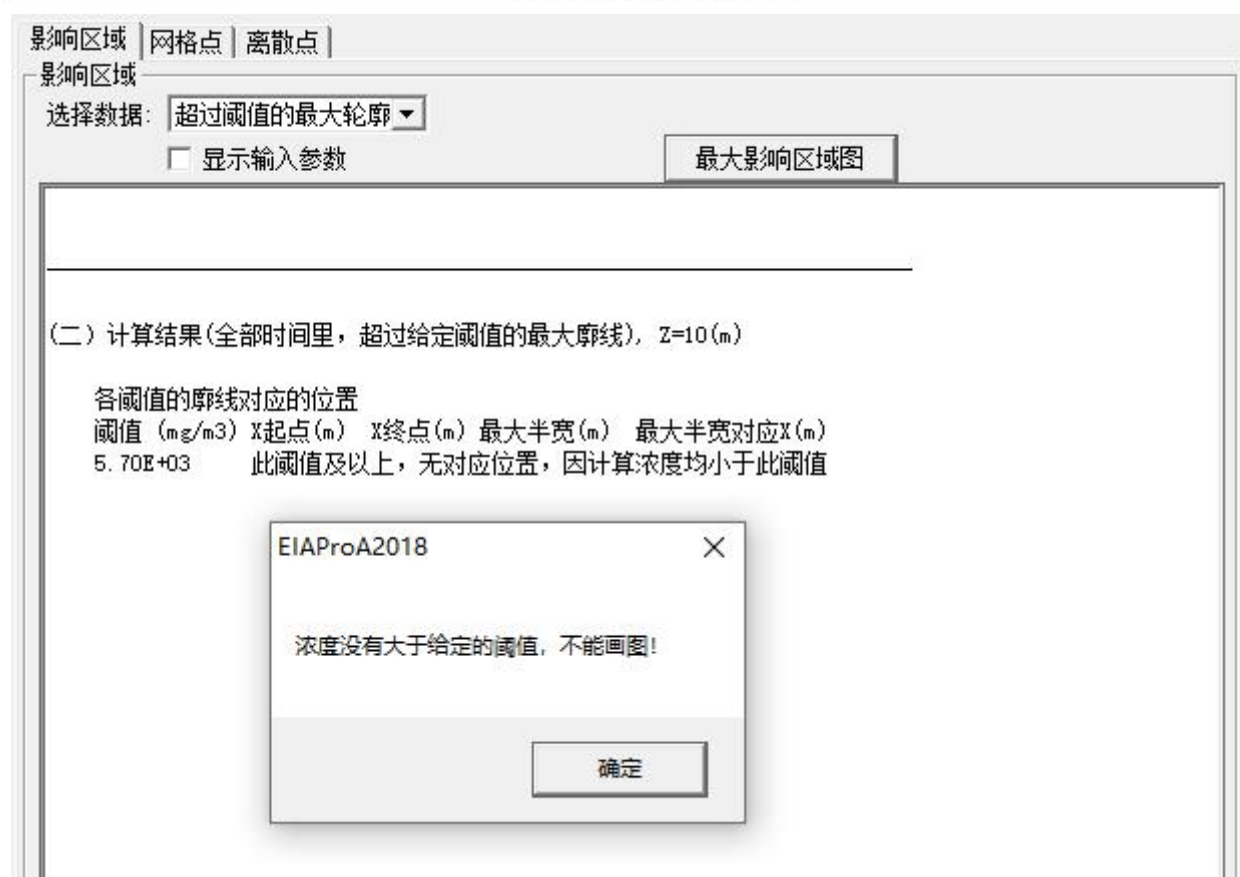 影响区域 网格点 离散点
影响区域
选择数据: 超过阈值的最大轮廓
显示输入参数 最大影响区域图
(二) 计算结果(全部时间里，超过给定阈值的最大廓线), Z=10(m)
各阈值的廓线对应的位置
阈值 (mg/m3) X起点(m) X终点(m) 最大半宽(m) 最大半宽对应X(m)
5.70E+03 此阈值及以上，无对应位置，因计算浓度均小于此阈值
EIAProA2018
浓度没有大于给定的阈值, 不能画图!
确定